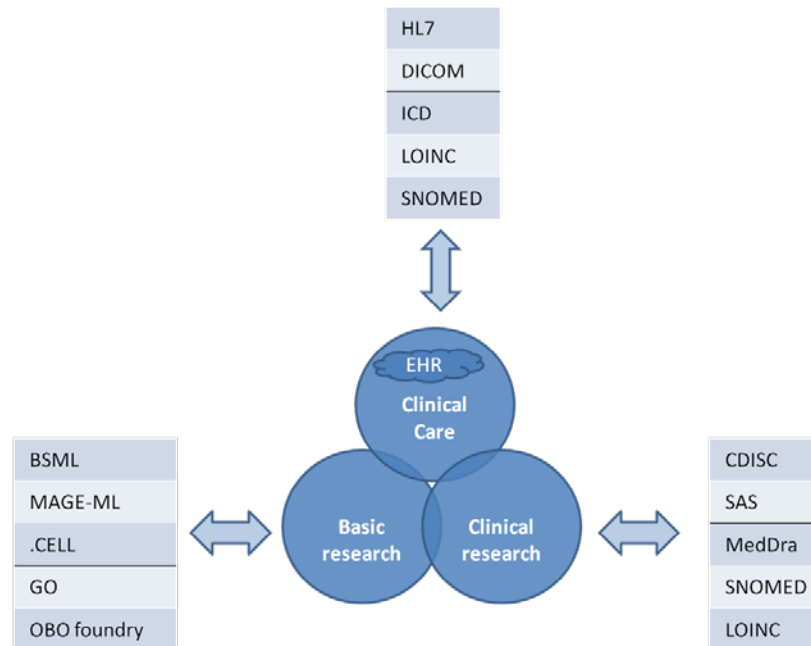 HL7
DICOM
ICD
LOINC
SNOMED
EHR
Clinical
Care
BSML
MAGE-ML
.CELL
GO
OBO foundry
Basic
research
Clinical
research
CDISC
SAS
MedDra
SNOMED
LOINC